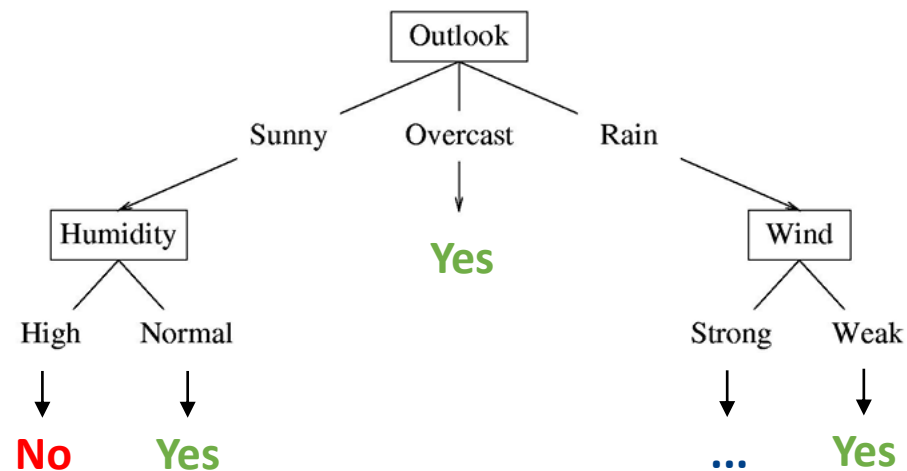 Outlook
Sunny Overcast Rain
Humidity Yes Wind
High Normal Strong Weak
No Yes ... Yes